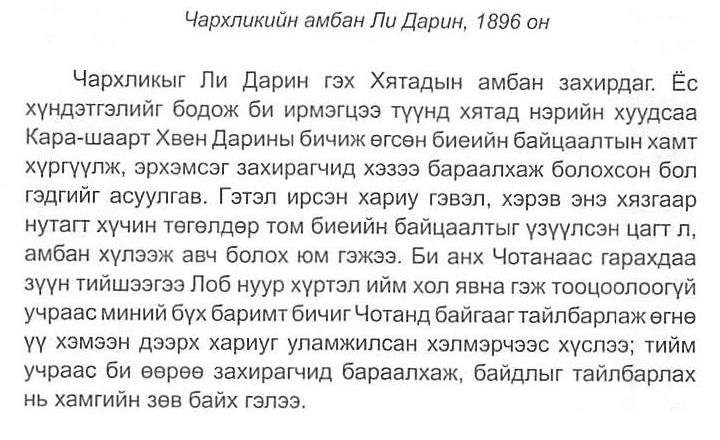 Чархликийн амбан Ли Дарин, 1896 он
Чархликыг Ли Дарин гэх Хятадын амбан захирдаг. Ёс
хүндэтгэлийг бодож би ирмэгцээ түүнд хятад нэрийн хуудсаа
Кара-шаарт Хвен Дарины бичиж өгсөн биеийн байцаалтын хамт
хүргүүлж, эрхэмсэг захирагчид хэзээ бараалхаж болохсон бол
гэдгийг асуулгав. Гэтэл ирсэн хариу гэвэл, хэрэв энэ хязгаар
нутагт хүчин төгөлдөр том биеийн байцаалтыг үзүүлсэн цагт л,
амбан хүлээж авч болох юм гэжээ. Би анх Чотанаас гарахдаа
зүүн тийшээгээ Лоб нуур хүртэл ийм хол явна гэж тооцоолоогүй
учраас миний бүх баримт бичиг Чотанд байгааг тайлбарлаж өгнө
үү хэмээн дээрх хариуг уламжилсан хэлмэрчээс хүслээ; тийм
учраас би өөрөө захирагчид бараалхаж, байдлыг тайлбарлах
нь хамгийн зөв байх гэлээ.